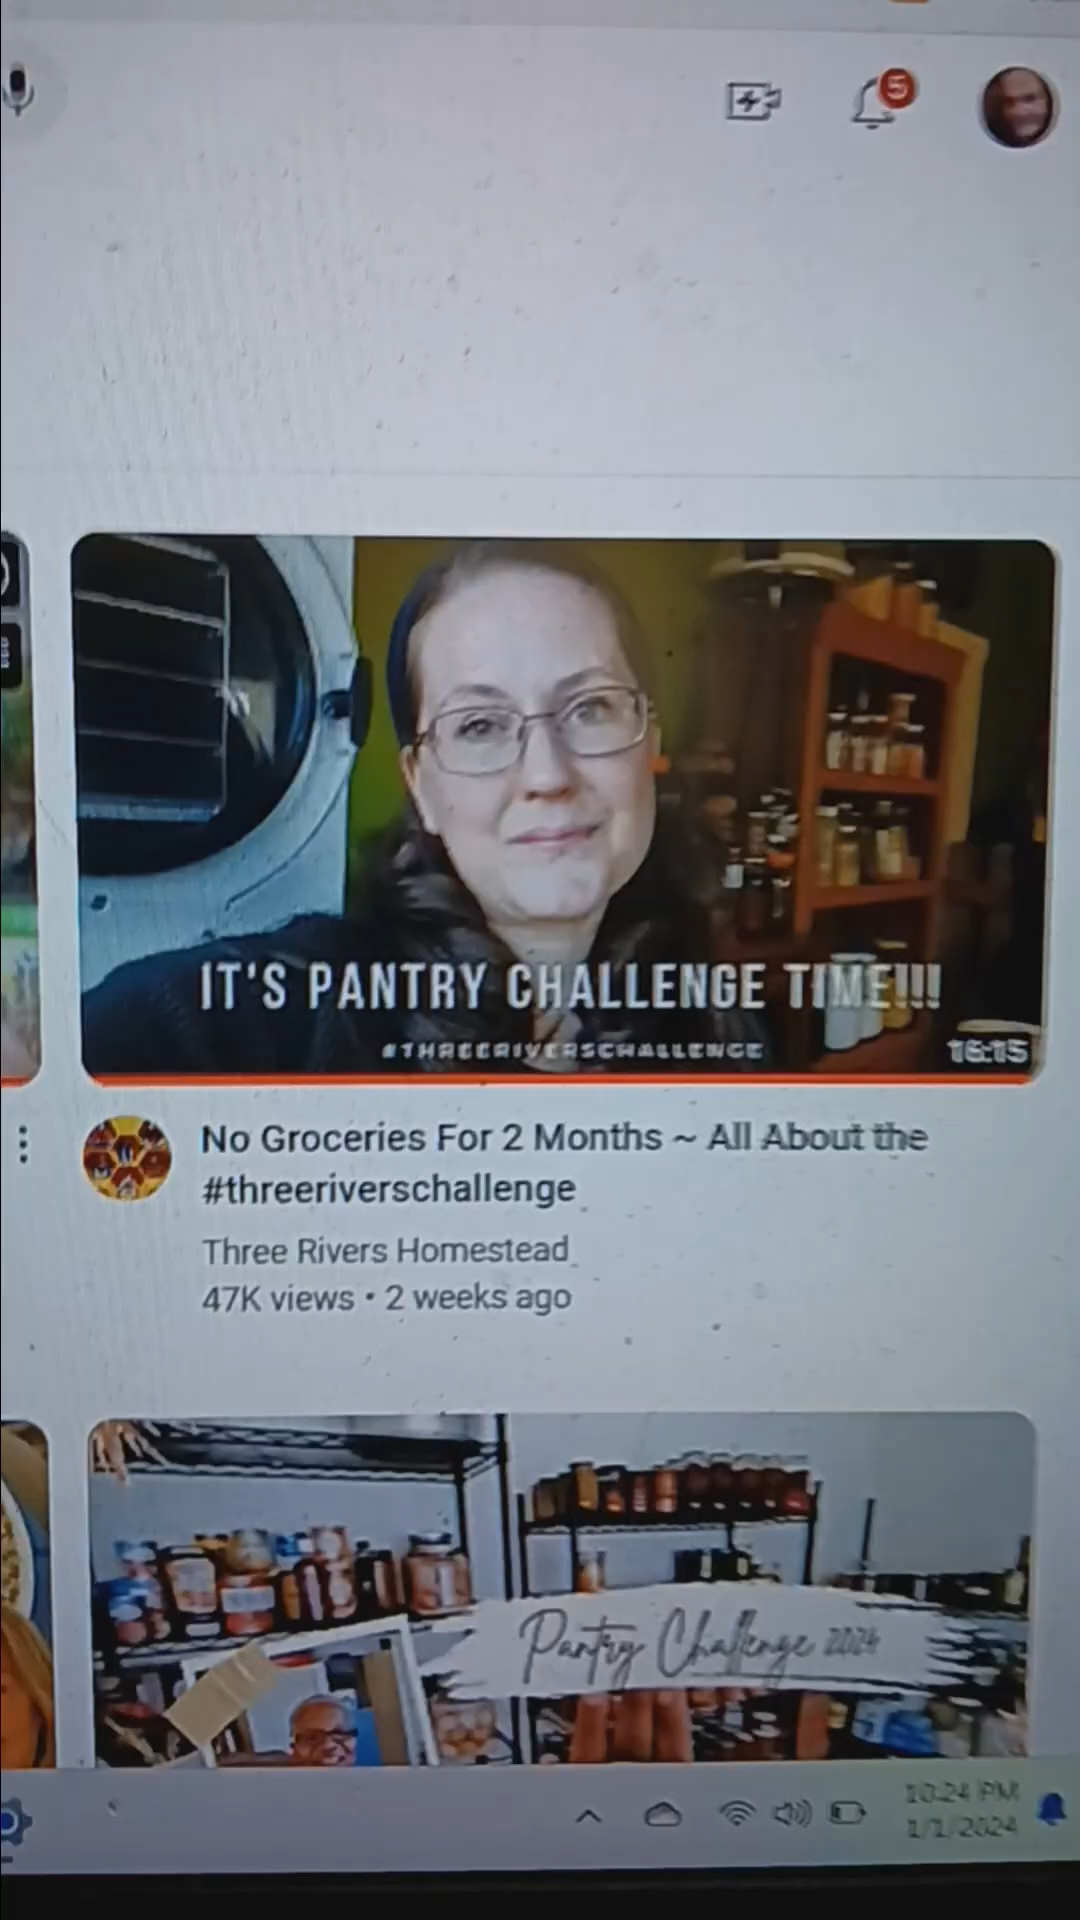 5
IT'S PANTRY CHALLENGE TIME!!!
#THREERIVERSCHALLENGE
16:15
No Groceries For 2 Months ~ All About the
#threeriverschallenge
Three Rivers Homestead
47K views • 2 weeks ago
Pantry Challenge 2024
10:24 PM
1/1/2024